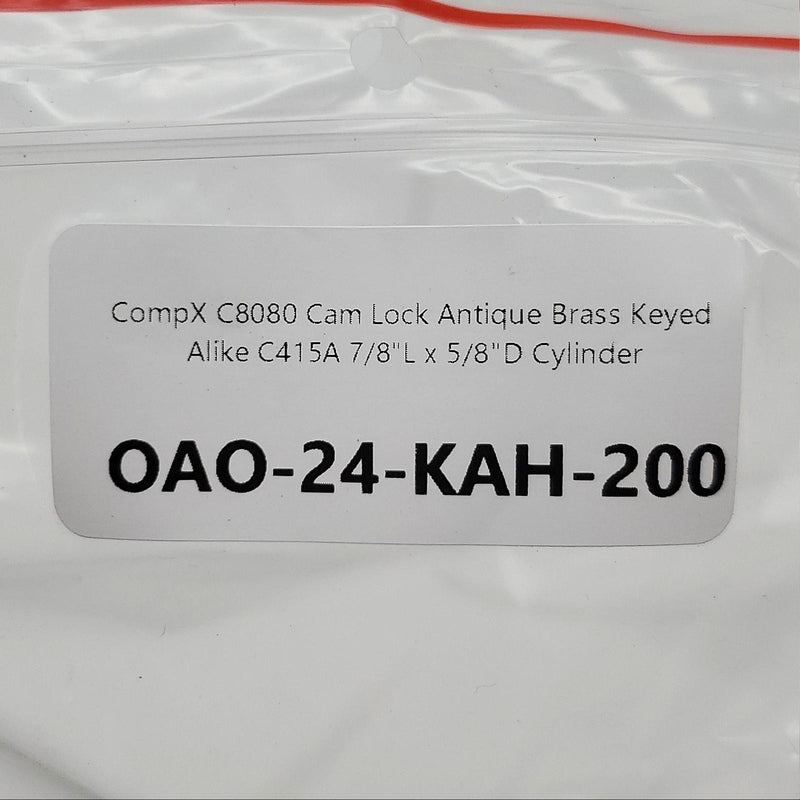 CompX C8080 Cam Lock Antique Brass Keyed
Alike C415A 7/8"L x 5/8"D Cylinder
OAO-24-KAH-200